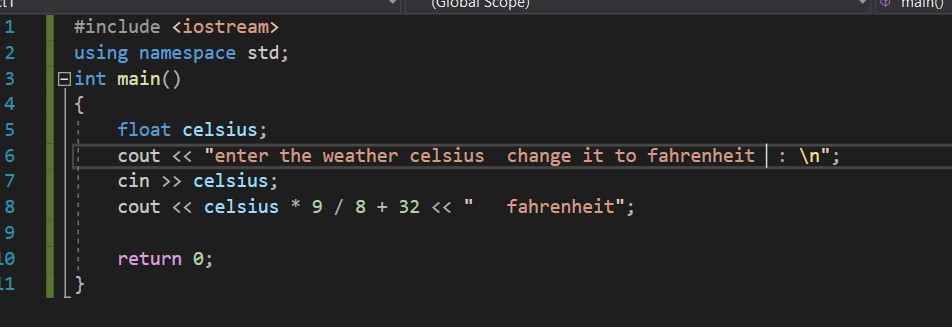 (Global Scope) main()
1 #include <iostream>
2 using namespace std;
3 int main()
4 {
5 float celsius;
6 cout << "enter the weather celsius  change it to fahrenheit  : \n";
7 cin >> celsius;
8 cout << celsius * 9 / 8 + 32 << "   fahrenheit";
9
10 return 0;
11 }